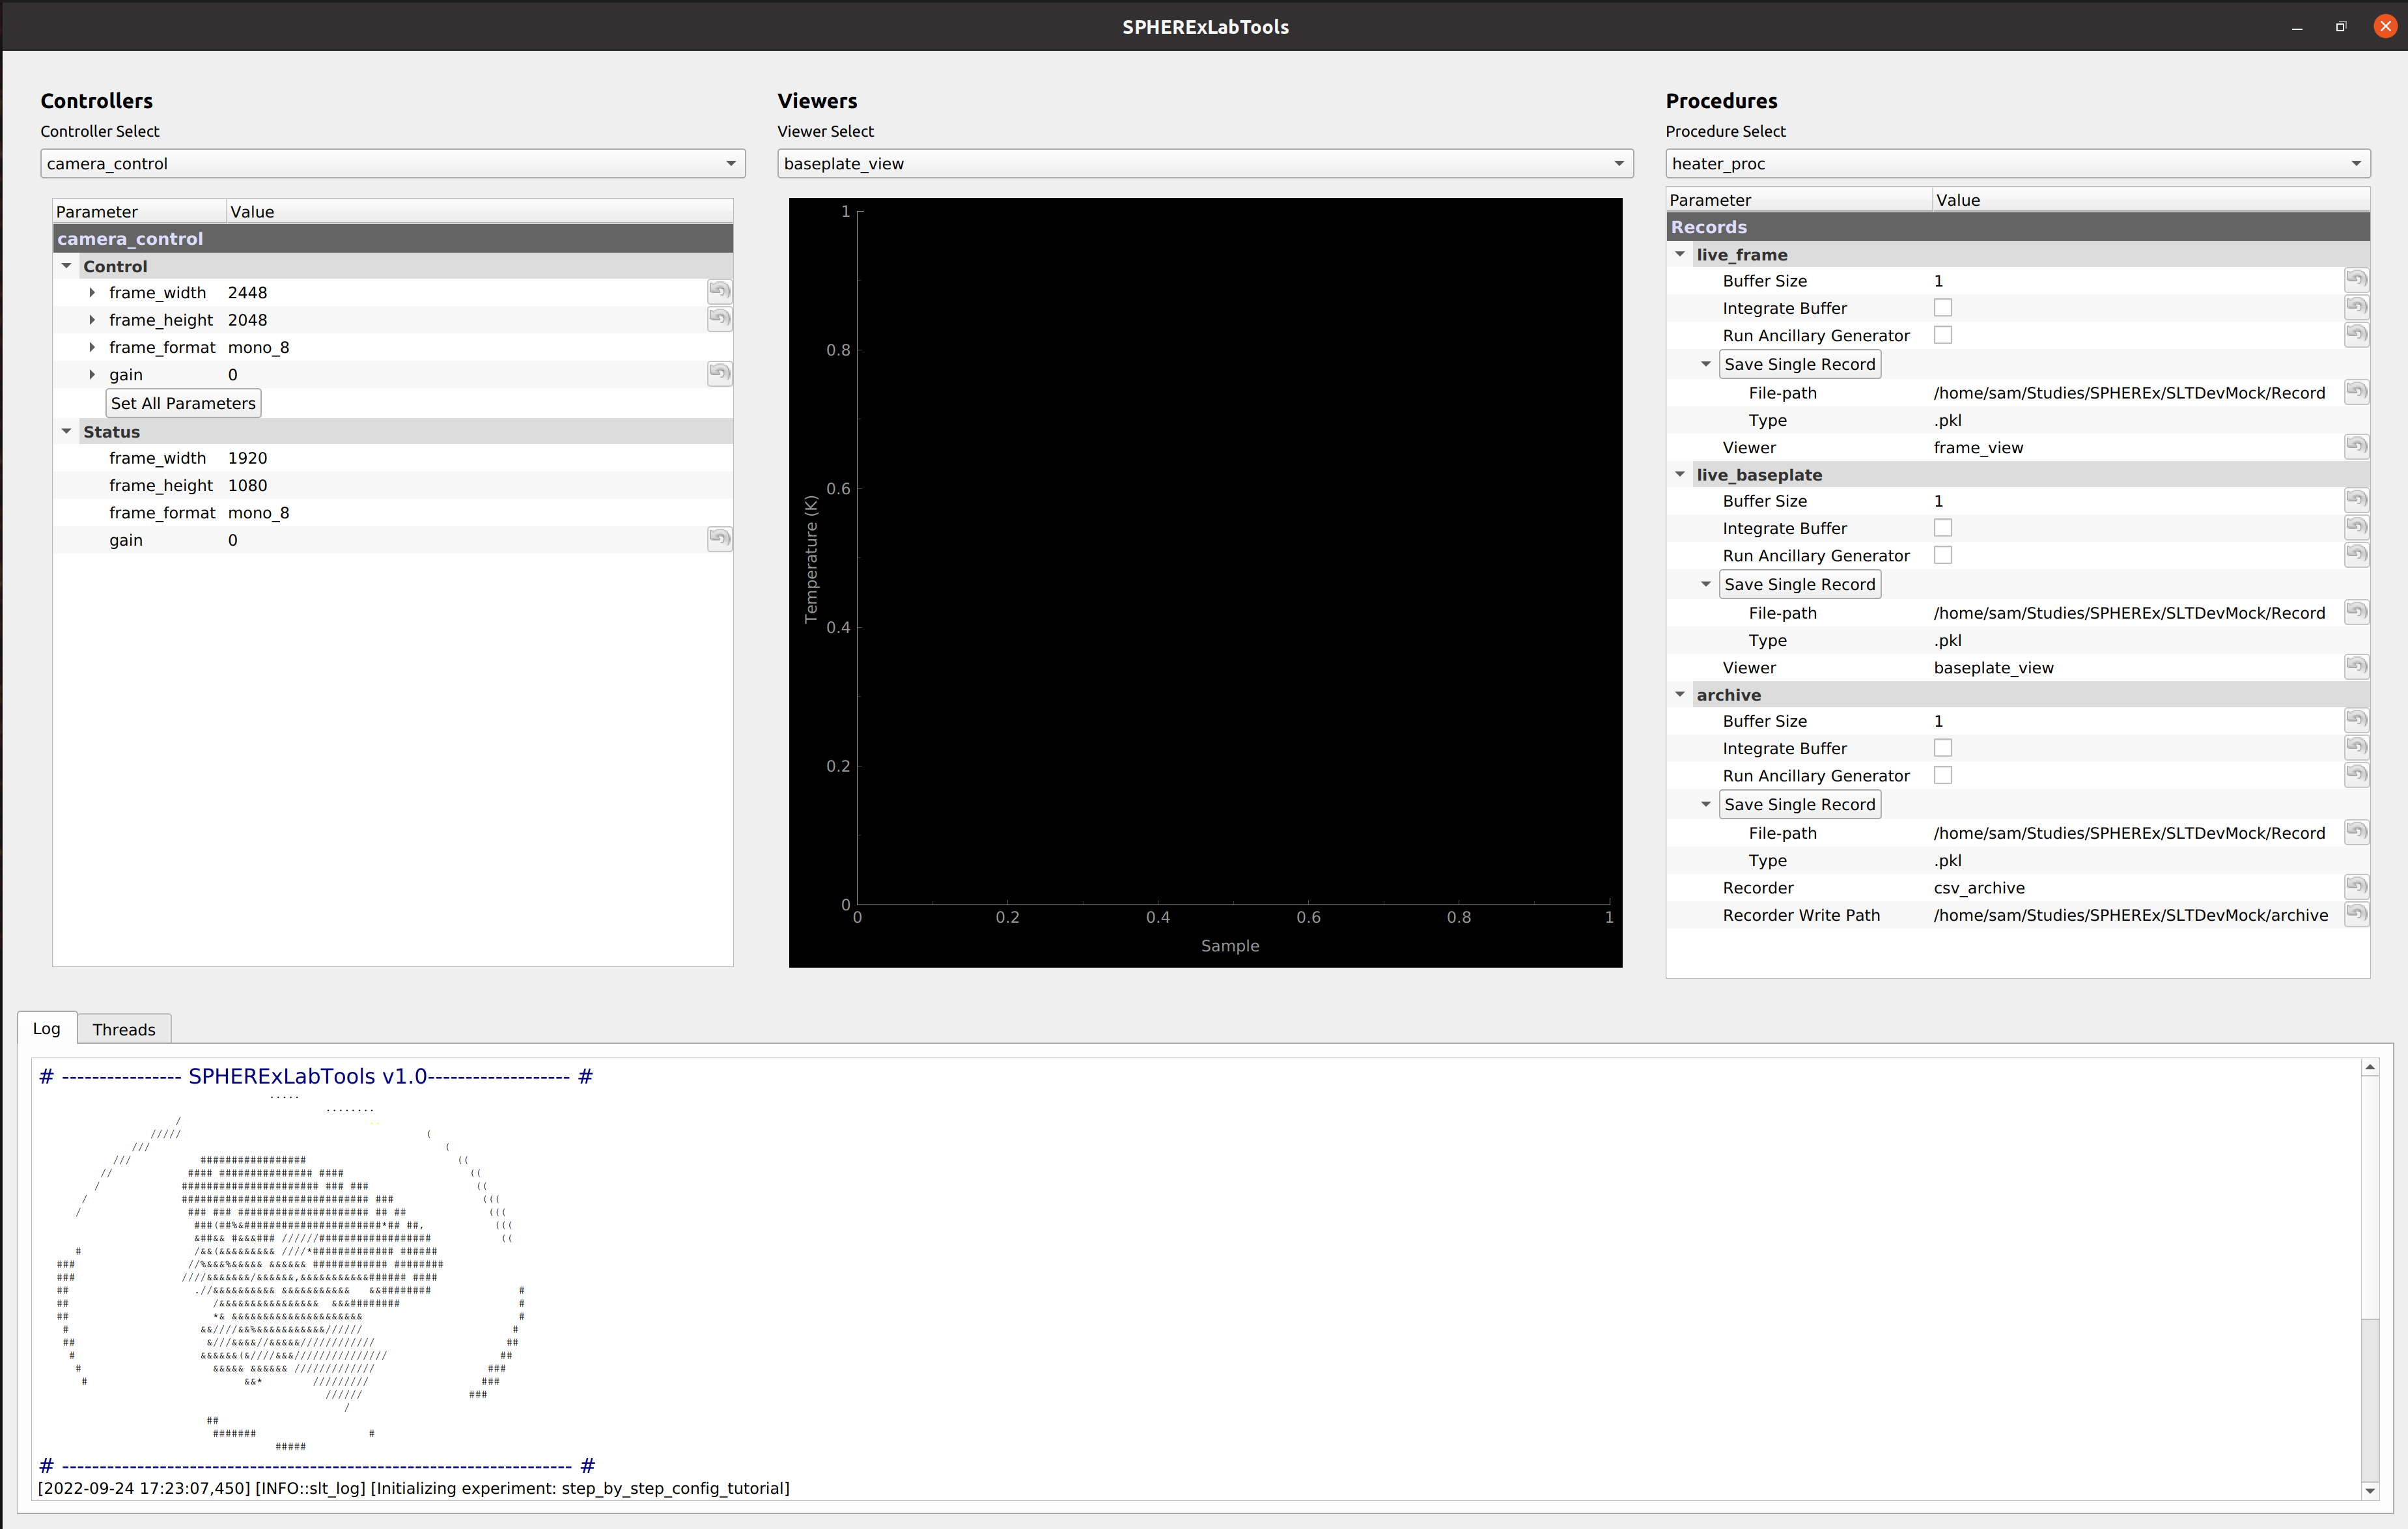 SPHERExLabTools
Controllers
Controller Select
camera_control
Parameter Value
camera_control
Control
frame_width 2448
frame_height 2048
frame_format mono_8
gain 0
Set All Parameters
Status
frame_width 1920
frame_height 1080
frame_format mono_8
gain 0
Viewers
Viewer Select
baseplate_view
1
0.8
0.6
0.4
0.2
0
Temperature (K)
0 0.2 0.4 0.6 0.8 1
Sample
Procedures
Procedure Select
heater_proc
Parameter Value
Records
live_frame
Buffer Size 1
Integrate Buffer
Run Ancillary Generator
Save Single Record
File-path /home/sam/Studies/SPHEREx/SLTDevMock/Record
Type .pkl
Viewer frame_view
live_baseplate
Buffer Size 1
Integrate Buffer
Run Ancillary Generator
Save Single Record
File-path /home/sam/Studies/SPHEREx/SLTDevMock/Record
Type .pkl
Viewer baseplate_view
archive
Buffer Size 1
Integrate Buffer
Run Ancillary Generator
Save Single Record
File-path /home/sam/Studies/SPHEREx/SLTDevMock/Record
Type .pkl
Recorder csv_archive
Recorder Write Path /home/sam/Studies/SPHEREx/SLTDevMock/archive
Log Threads
# ---------------- SPHERExLabTools v1.0------------------- #
# -------------------------------------------------------------------- #
[2022-09-24 17:23:07,450] [INFO::slt_log] [Initializing experiment: step_by_step_config_tutorial]